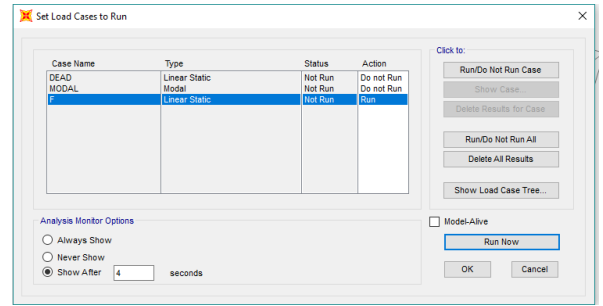 Set Load Cases to Run
Case Name Type Status Action
DEAD Linear Static Not Run Do not Run
MODAL Modal Not Run Do not Run
F Linear Static Not Run Run
Click to:
Run/Do Not Run Case
Show Case...
Delete Results for Case
Run/Do Not Run All
Delete All Results
Show Load Case Tree...
Analysis Monitor Options
Always Show
Never Show
Show After 4 seconds
Model-Alive
Run Now
OK Cancel